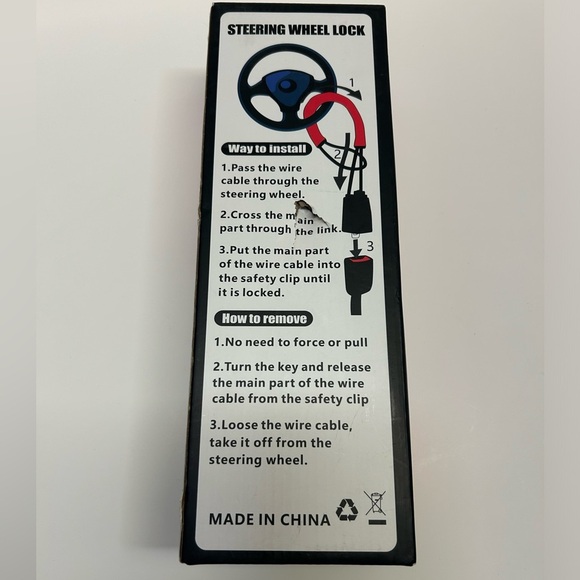 STEERING WHEEL LOCK
1
2
Way to install
1.Pass the wire
cable through the
steering wheel.
2.Cross the main
part through the link.
3
3.Put the main part
of the wire cable into
the safety clip until
it is locked.
How to remove
1.No need to force or pull
2.Turn the key and release
the main part of the wire
cable from the safety clip
3.Loose the wire cable,
take it off from the
steering wheel.
MADE IN CHINA